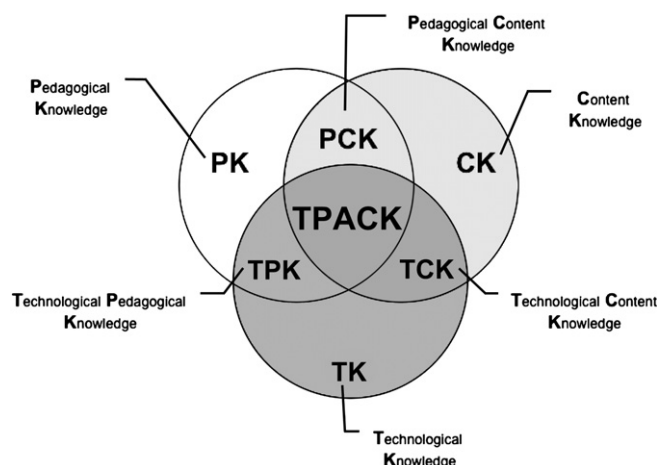 Pedagogical Content
Knowledge
Pedagogical
Knowledge
Content
Knowledge
PCK
PK
CK
TPACK
TPK
TCK
Technological Pedagogical
Knowledge
Technological Content
Knowledge
TK
Technological
Knowledge